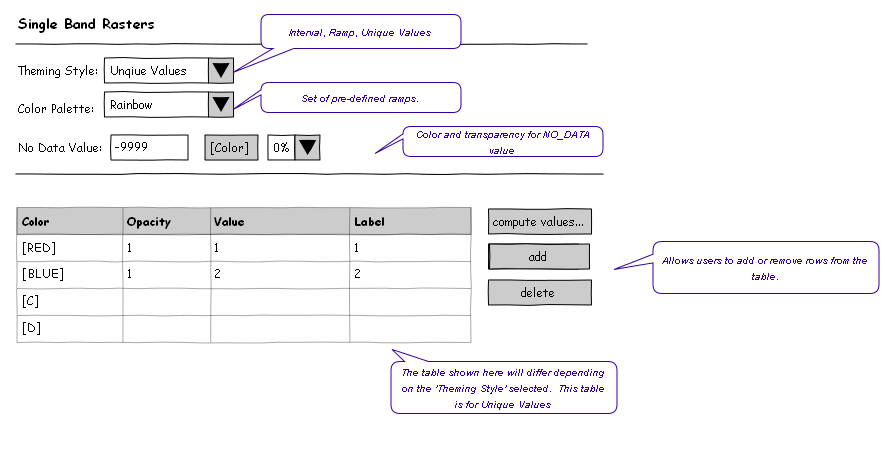 Single Band Rasters
Interval, Ramp, Unique Values
Theming Style: Unqiue Values
Set of pre-defined ramps.
Color Palette: Rainbow
Color and transparency for NO_DATA
value
No Data Value: -9999 [Color] 0%
Color Opacity Value Label
compute values...
[RED] 1 1 1
add
Allows users to add or remove rows from the
table.
[BLUE] 1 2 2
delete
[C]
[D]
The table shown here will differ depending
on the 'Theming Style' selected. This table
is for Unique Values